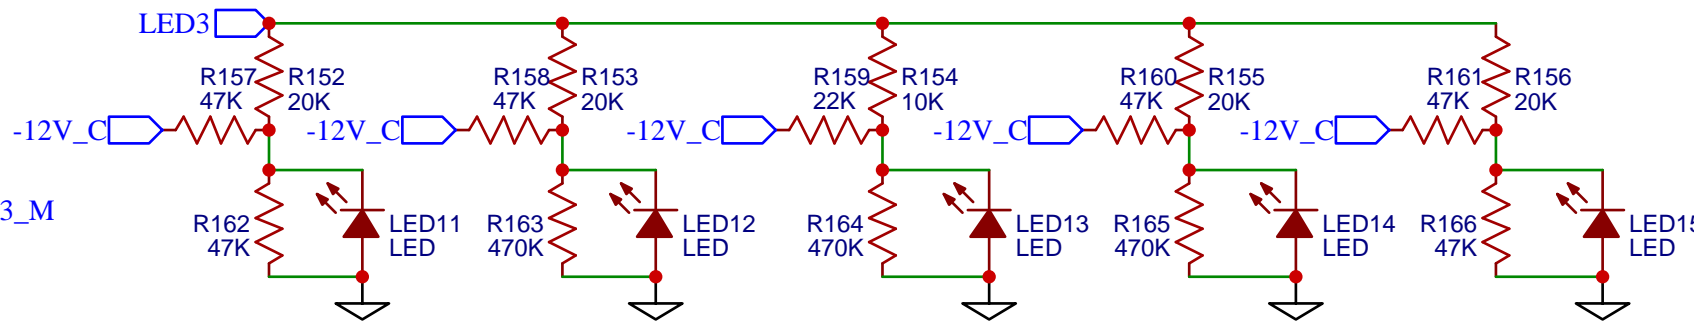 LED3
R157
47K
R152
20K
R158
47K
R153
20K
R159
22K
R154
10K
R160
47K
R155
20K
R161
47K
R156
20K
-12V_C
-12V_C
-12V_C
-12V_C
-12V_C
3_M
R162
47K
LED11
LED
R163
470K
LED12
LED
R164
470K
LED13
LED
R165
470K
LED14
LED
R166
47K
LED15
LED